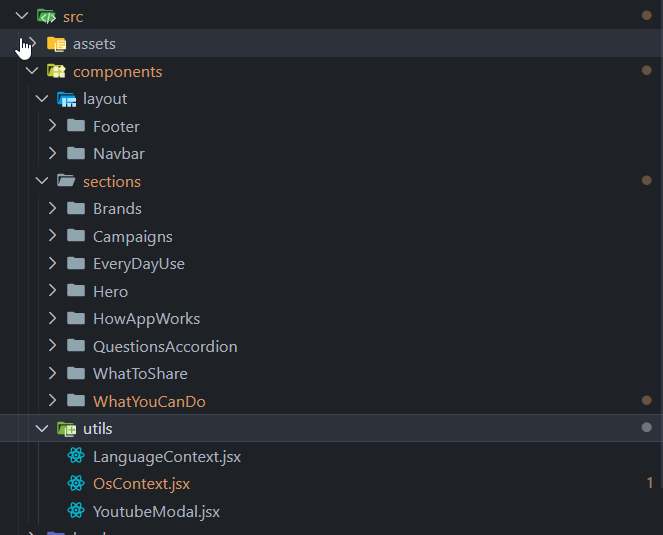 src
assets
components
layout
Footer
Navbar
sections
Brands
Campaigns
EveryDayUse
Hero
HowAppWorks
QuestionsAccordion
WhatToShare
WhatYouCanDo
utils
LanguageContext.jsx
OsContext.jsx 1
YoutubeModal.jsx